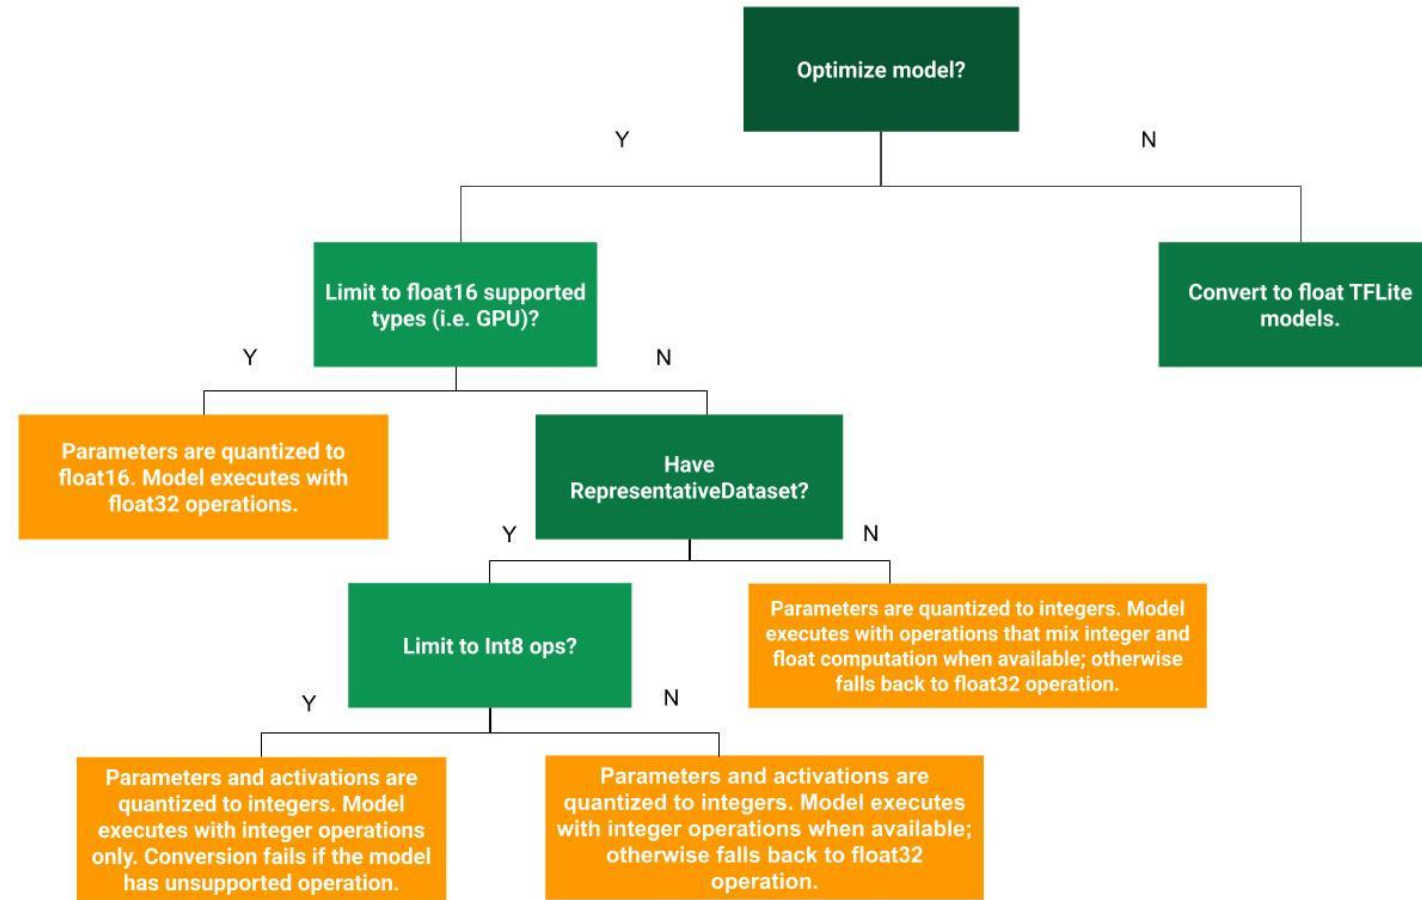 Optimize model?
Y
N
Limit to float16 supported
types (i.e. GPU)?
Convert to float TFLite
models.
Y
N
Parameters are quantized to
float16. Model executes with
float32 operations.
Have
RepresentativeDataset?
Y
N
Limit to Int8 ops?
Parameters are quantized to integers. Model
executes with operations that mix integer and
float computation when available; otherwise
falls back to float32 operation.
Y
N
Parameters and activations are
quantized to integers. Model
executes with integer operations
only. Conversion fails if the model
has unsupported operation.
Parameters and activations are
quantized to integers. Model executes
with integer operations when available;
otherwise falls back to float32
operation.